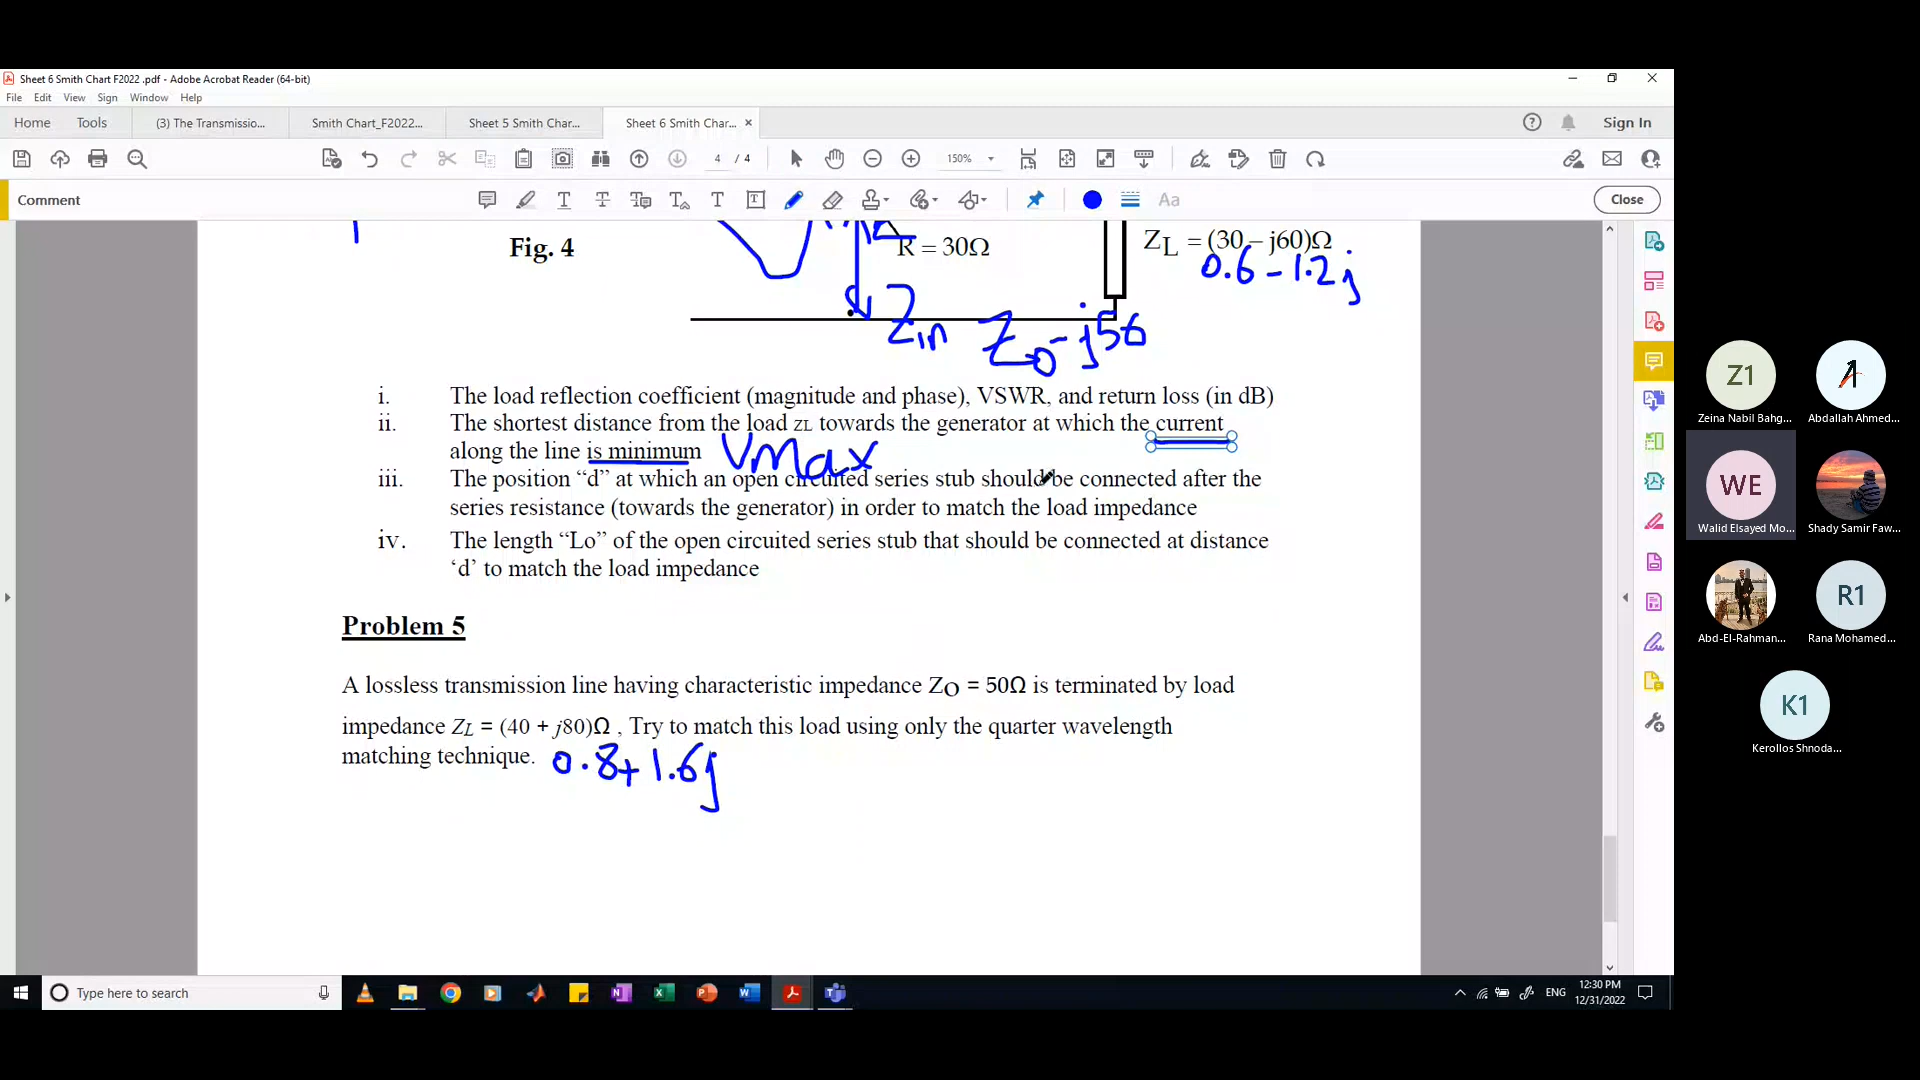 Sheet 6 Smith Chart F2022 .pdf - Adobe Acrobat Reader (64-bit)
File Edit View Sign Window Help
Home Tools (3) The Transmissio... Smith Chart_F2022... Sheet 5 Smith Char... Sheet 6 Smith Char... Sign In
4 / 4 150%
Comment Aa Close
Fig. 4
R = 30Ω
ZL = (30 – j60)Ω
0.6 - 1.2j
Zin
Zo - j56
i. The load reflection coefficient (magnitude and phase), VSWR, and return loss (in dB)
ii. The shortest distance from the load ZL towards the generator at which the current
along the line is minimum
Vmax
iii. The position “d” at which an open circuited series stub should be connected after the
series resistance (towards the generator) in order to match the load impedance
iv. The length “Lo” of the open circuited series stub that should be connected at distance
‘d’ to match the load impedance
Problem 5
A lossless transmission line having characteristic impedance ZO = 50Ω is terminated by load
impedance ZL = (40 + j80)Ω , Try to match this load using only the quarter wavelength
matching technique.
0.8+1.6j
Z1
Zeina Nabil Bahg...
Abdallah Ahmed...
WE
Walid Elsayed Mo...
Shady Samir Faw...
Abd-El-Rahman...
R1
Rana Mohamed...
K1
Kerollos Shnoda...
Type here to search
ENG
12:30 PM
12/31/2022